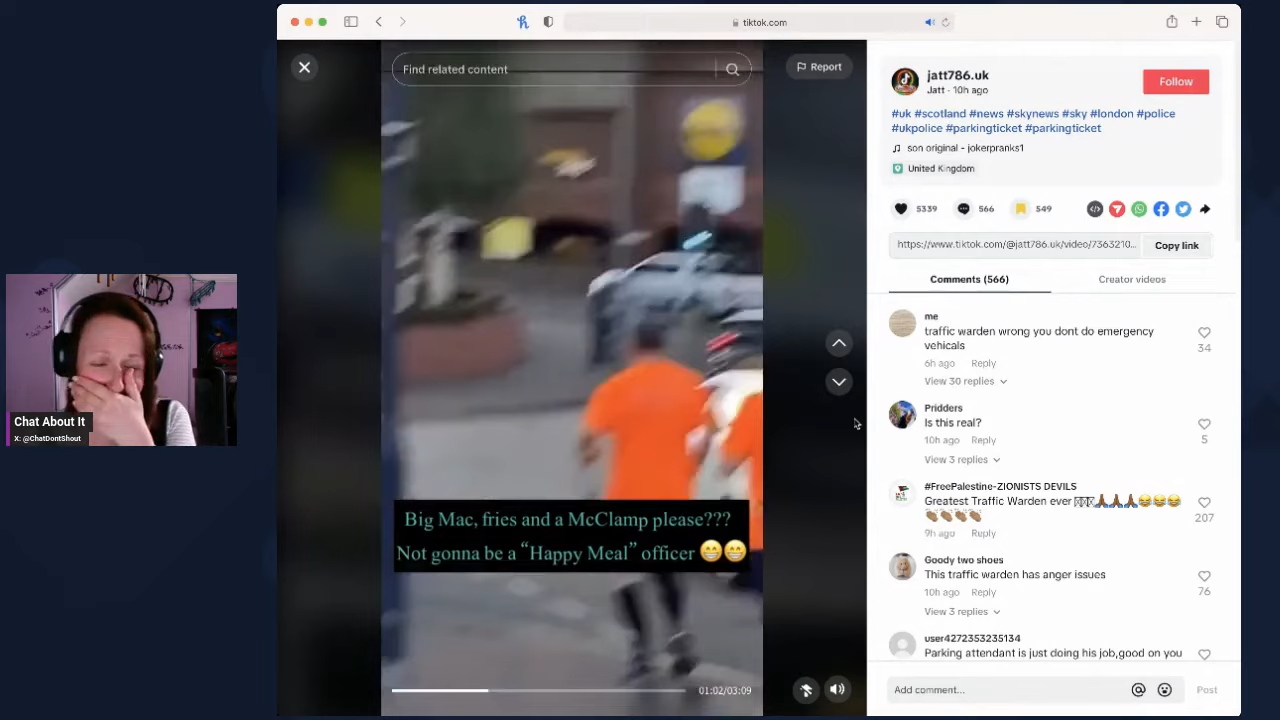 tiktok.com
Find related content
Report
jatt786.uk
Jatt · 10h ago
Follow
#uk #scotland #news #skynews #sky #london #police
#ukpolice #parkingticket #parkingticket
son original - jokerpranks1
United Kingdom
5339
566
549
https://www.tiktok.com/@jatt786.uk/video/7363210...
Copy link
Comments (566)
Creator videos
me
traffic warden wrong you dont do emergency
vehicals
34
6h ago Reply
View 30 replies
Pridders
Is this real?
5
10h ago Reply
View 3 replies
#FreePalestine-ZIONISTS DEVILS
Greatest Traffic Warden ever
207
9h ago Reply
Goody two shoes
This traffic warden has anger issues
76
10h ago Reply
View 3 replies
user4272353235134
Parking attendant is just doing his job,good on you
Add comment...
Post
Big Mac, fries and a McClamp please???
Not gonna be a “Happy Meal” officer 😁😁
01:02/03:09
Chat About It
X: @ChatDontShout